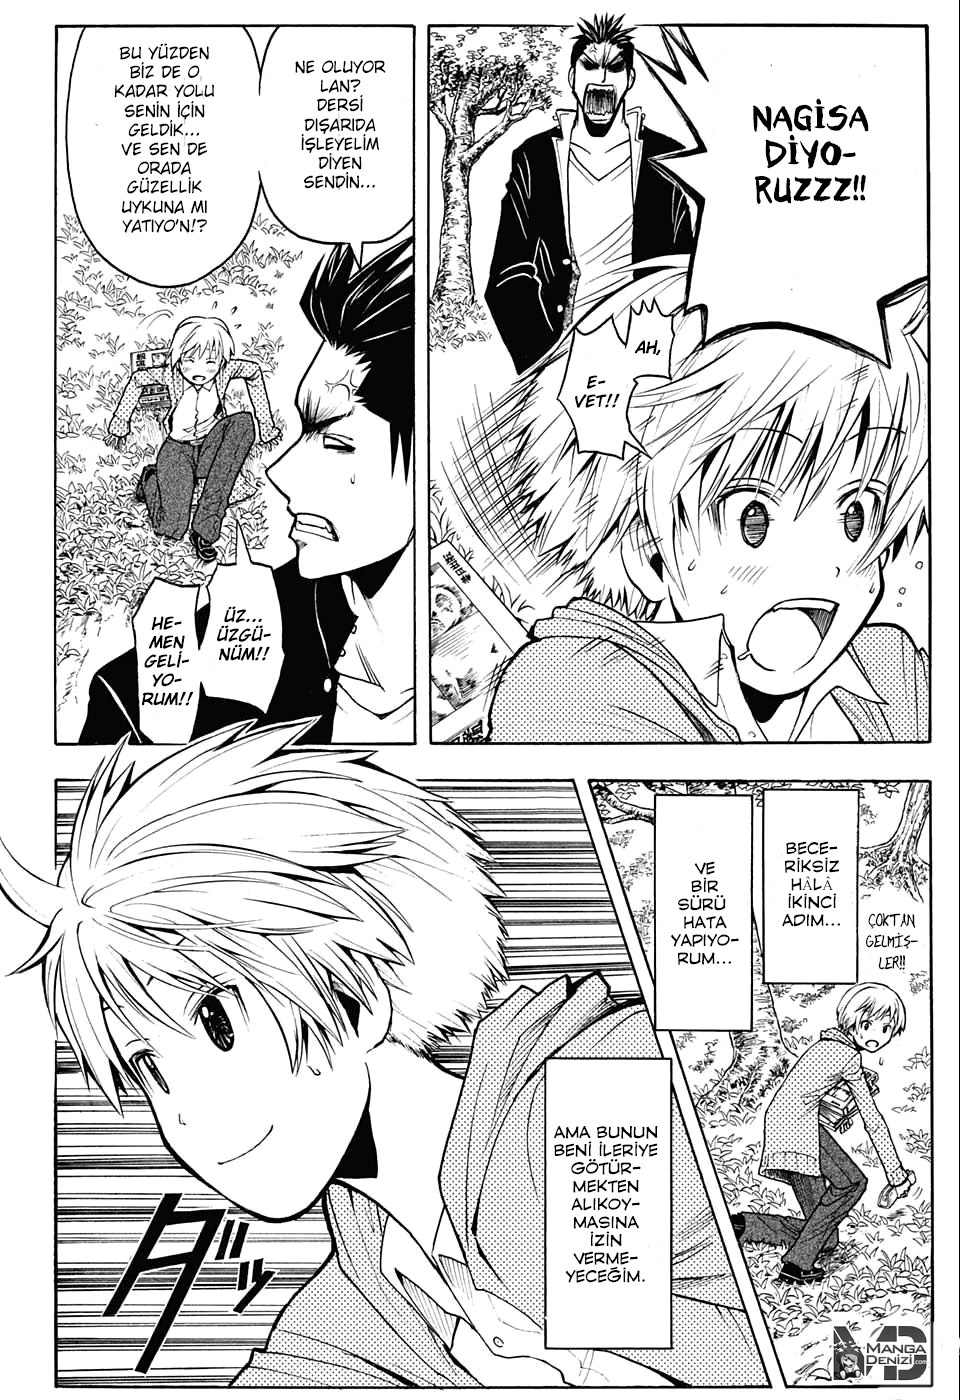 NAGİSA
DİYO-
RUZZZ!!
AH,
E-
VET!!
NE OLUYOR
LAN?
DERSİ
DIŞARIDA
İŞLEYELİM
DİYEN
SENDİN...
BU YÜZDEN
BİZ DE O
KADAR YOLU
SENİN İÇİN
GELDİK...
VE SEN DE
ORADA
GÜZELLİK
UYKUNA MI
YATIYO'N!?
ÜZ...
ÜZGÜ-
NÜM!!
HE-
MEN
GELİ-
YO-
RUM!!
BECE-
RİKSİZ
HÂLÂ
İKİNCİ
ADIM...
ÇOKTAN
GELMİŞ-
LER!!
VE
BİR
SÜRÜ
HATA
YAPIYO-
RUM...
AMA BUNUN
BENİ İLERİYE
GÖTÜR-
MEKTEN
ALIKOY-
MASINA
İZİN
VERME-
YECEĞİM.
ダッ
MANGA
DENİZİ.com